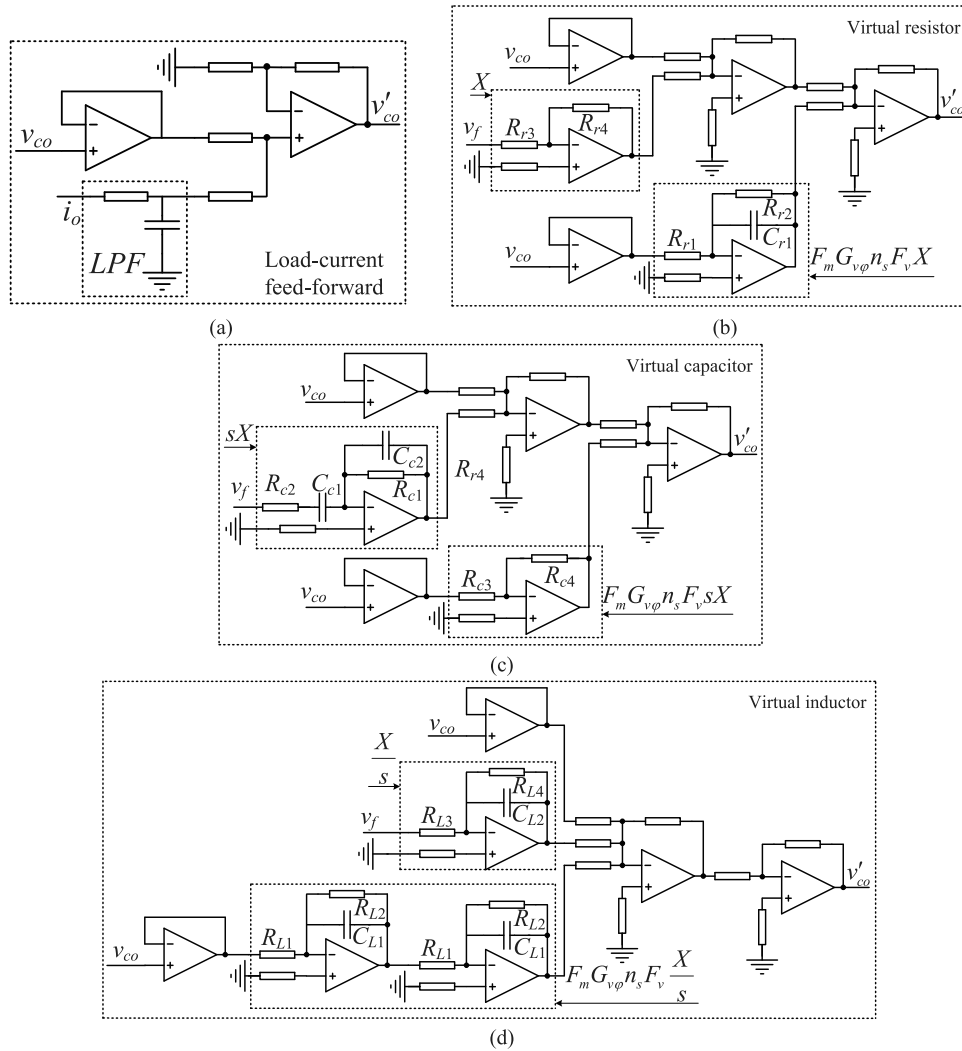 v_co
i_o
LPF
v'_co
Load-current
feed-forward
(a)
Virtual resistor
v_co
X
v_f
R_r3
R_r4
v'_co
v_co
R_r1
R_r2
C_r1
F_m G_vφ n_s F_v X
(b)
Virtual capacitor
v_co
sX
v_f
R_c2
C_c1
C_c2
R_c1
R_r4
v'_co
v_co
R_c3
R_c4
F_m G_vφ n_s F_v sX
(c)
Virtual inductor
v_co
X
s
v_f
R_L3
R_L4
C_L2
v'_co
v_co
R_L1
R_L2
C_L1
R_L1
R_L2
C_L1
F_m G_vφ n_s F_v X
s
(d)